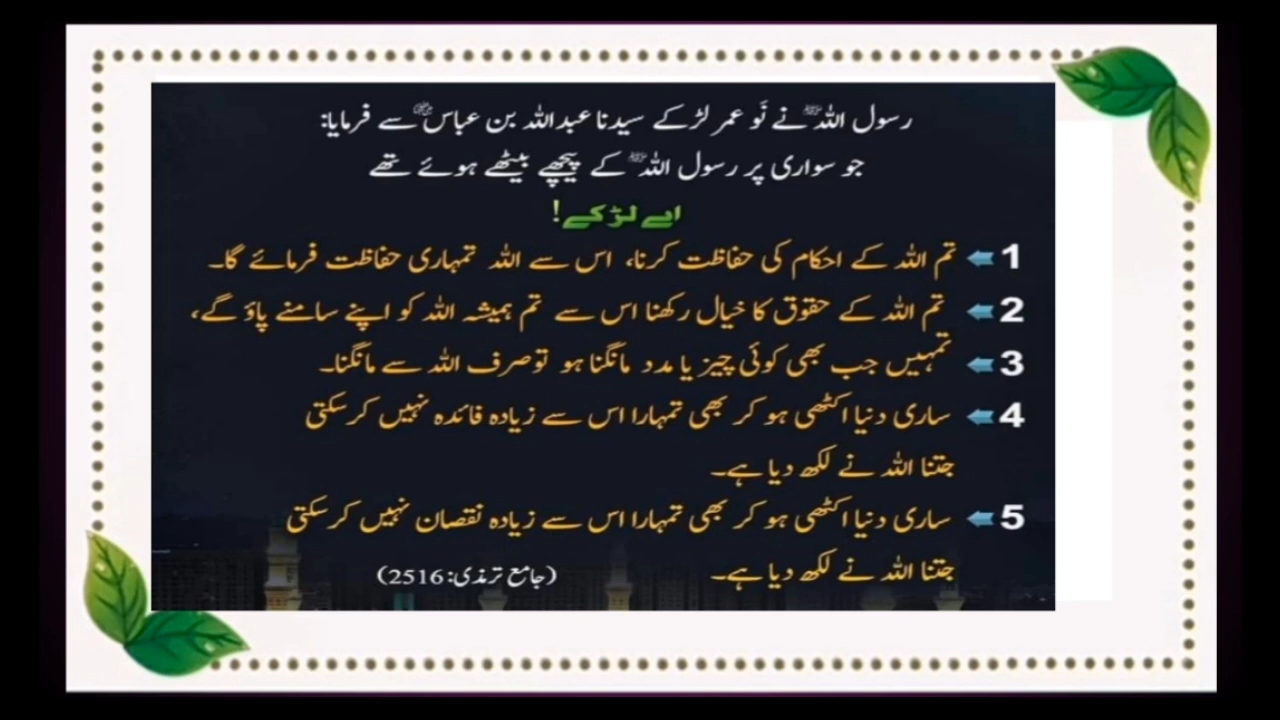 رسول اللہ ﷺ نے نَو عمر لڑکے سیدنا عبداللہ بن عباس ؓ سے فرمایا:
جو سواری پر رسول اللہ ﷺ کے پیچھے بیٹھے ہوئے تھے
اے لڑکے!
1 تم اللہ کے احکام کی حفاظت کرنا، اس سے اللہ تمہاری حفاظت فرمائے گا۔
2 تم اللہ کے حقوق کا خیال رکھنا اس سے تم ہمیشہ اللہ کو اپنے سامنے پاؤ گے،
3 تمہیں جب بھی کوئی چیز یا مدد مانگنا ہو تو صرف اللہ سے مانگنا۔
4 ساری دنیا اکٹھی ہو کر بھی تمہارا اس سے زیادہ فائدہ نہیں کر سکتی
جتنا اللہ نے لکھ دیا ہے۔
5 ساری دنیا اکٹھی ہو کر بھی تمہارا اس سے زیادہ نقصان نہیں کر سکتی
جتنا اللہ نے لکھ دیا ہے۔ (جامع ترمذی: 2516)